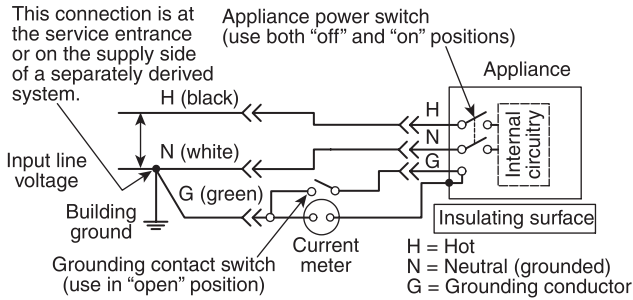 This connection is at
the service entrance
or on the supply side
of a separately derived
system.
Appliance power switch
(use both “off” and “on” positions)
Appliance
H (black)
H
N (white)
N
G
Internal
circuitry
Input line
voltage
G (green)
Building
ground
Insulating surface
Current
meter
Grounding contact switch
(use in “open” position)
H = Hot
N = Neutral (grounded)
G = Grounding conductor